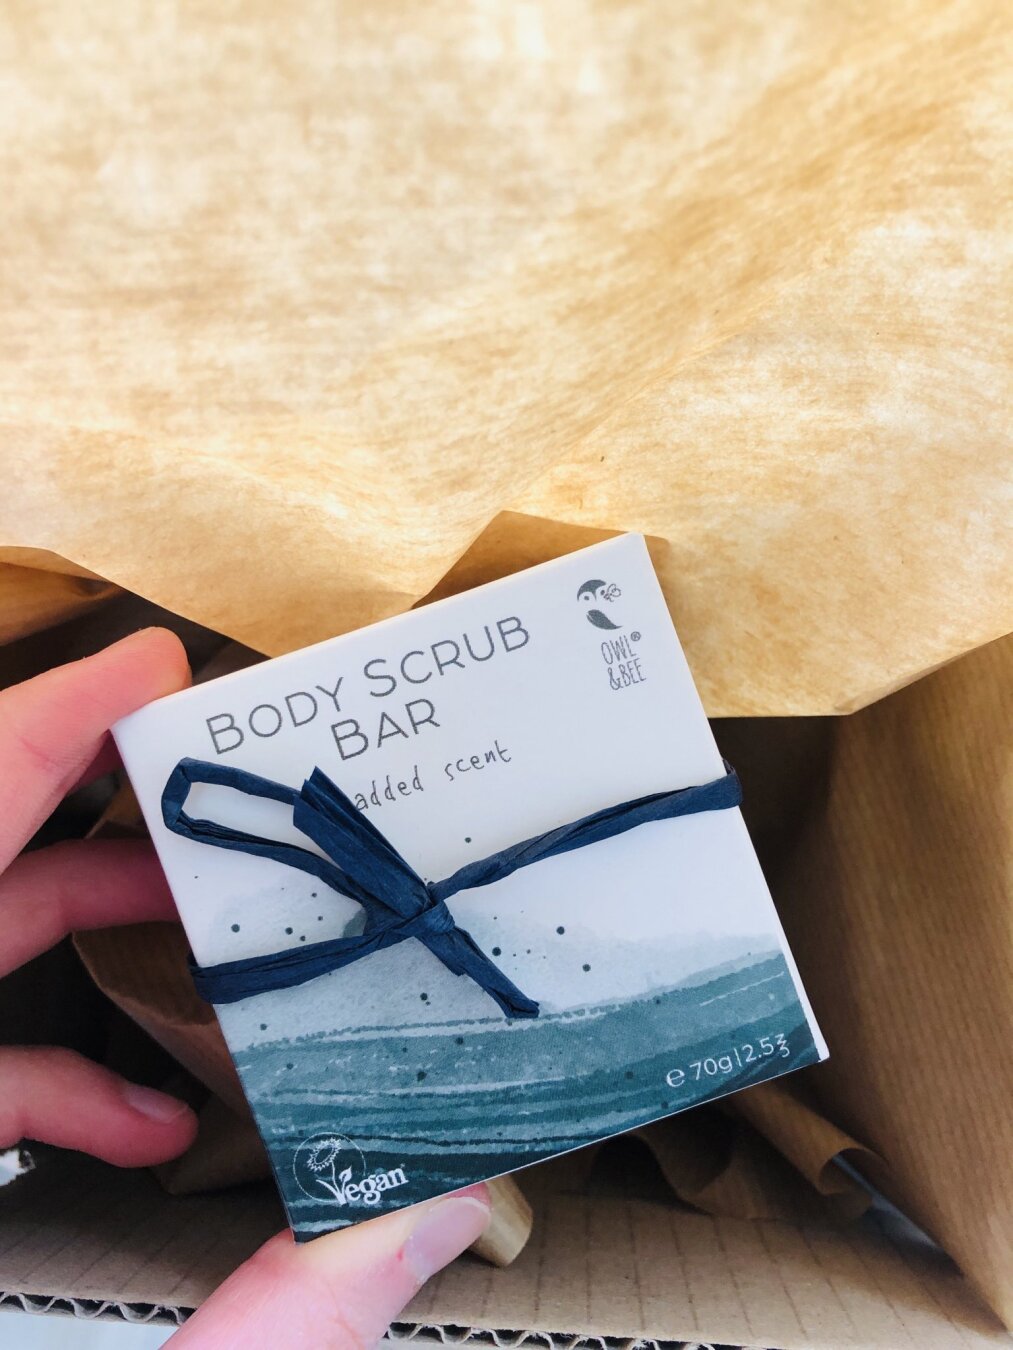 BODY SCRUB
BAR
added scent
OWL®
&BEE
℮ 70g|2.5℥
Vegan